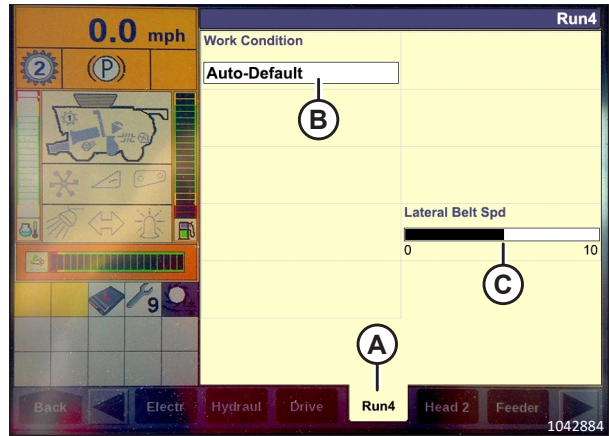 0.0 mph
Run4
Work Condition
Auto-Default
B
2
(P)
Lateral Belt Spd
0 10
C
9
A
Back
Electr
Hydraul
Drive
Run4
Head 2
Feeder
1042884